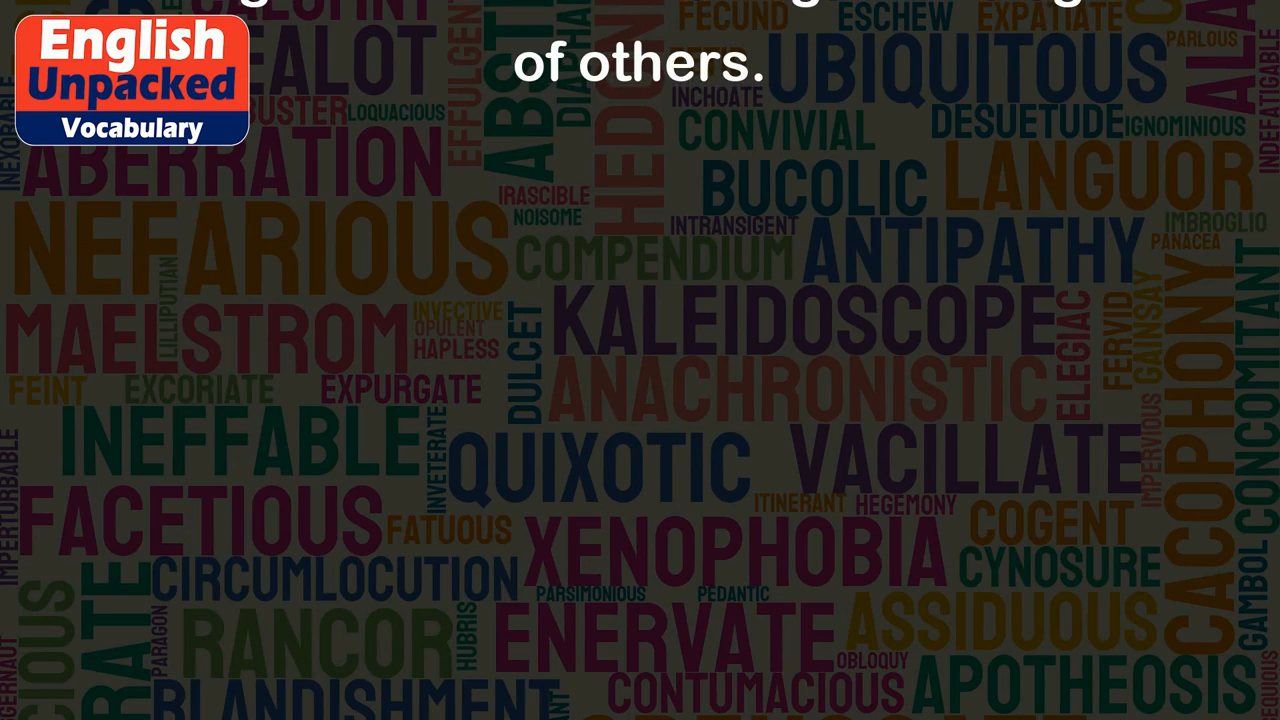 of others.
English
Unpacked
Vocabulary
FECUND
ESCHEW
EXPATIATE
UBIQUITOUS
PARLOUS
INCHOATE
LOQUACIOUS
CONVIVIAL
DESUETUDE
IGNOMINIOUS
INDEFATIGABLE
INEXORABLE
ABERRATION
BUCOLIC
LANGUOR
IRASCIBLE
NOISOME
NEFARIOUS
INTRANSIGENT
IMBROGLIO
COMPENDIUM
ANTIPATHY
PANACEA
LILLIPUTIAN
MAELSTROM
INVECTIVE
OPULENT
HAPLESS
DULCET
KALEIDOSCOPE
ELEGIAC
FERVID
GAINSAY
CACOPHONY
CONCOMITANT
FEINT
EXCORIATE
EXPURGATE
ANACHRONISTIC
INEFFABLE
INVETERATE
QUIXOTIC
VACILLATE
IMPERVIOUS
IMPERTURBABLE
FACETIOUS
FATUOUS
ITINERANT
HEGEMONY
XENOPHOBIA
COGENT
CYNOSURE
GAMBOL
CIRCUMLOCUTION
PARSIMONIOUS
PEDANTIC
PARAGON
RANCOR
HUBRIS
ENERVATE
ASSIDUOUS
OBLOQUY
BLANDISHMENT
CONTUMACIOUS
APOTHEOSIS